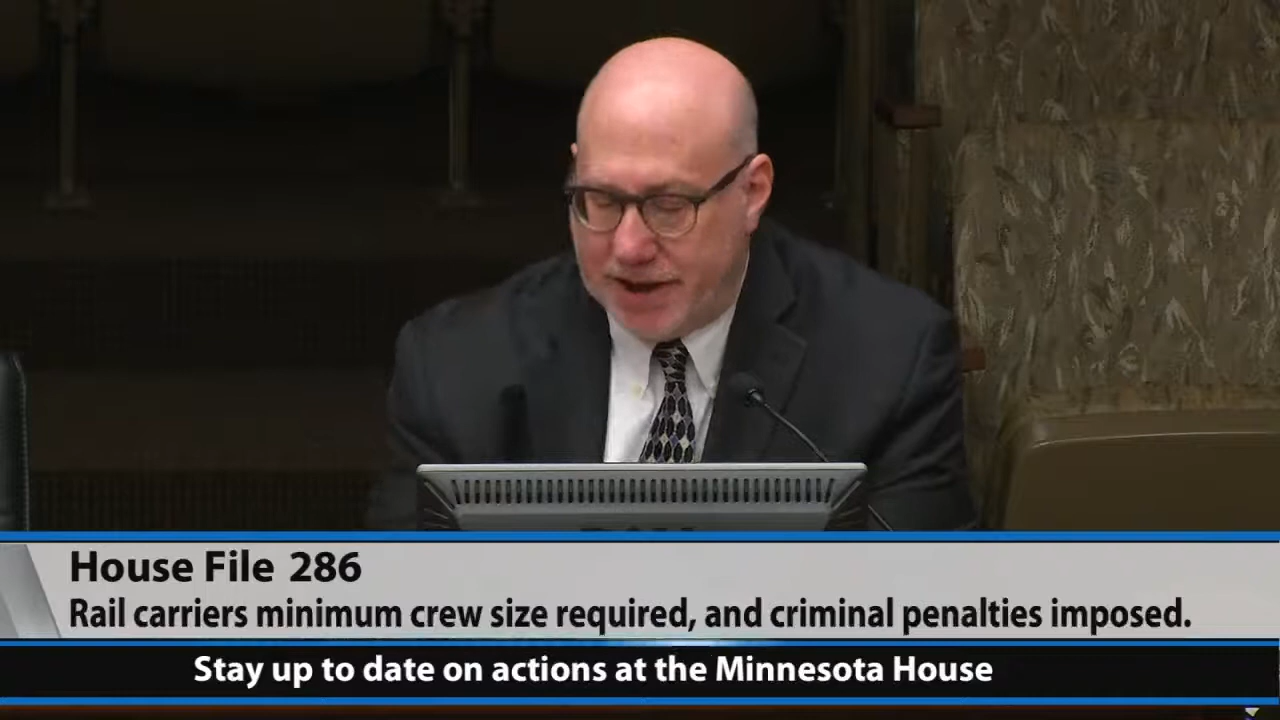 House File 286
Rail carriers minimum crew size required, and criminal penalties imposed.
Stay up to date on actions at the Minnesota House